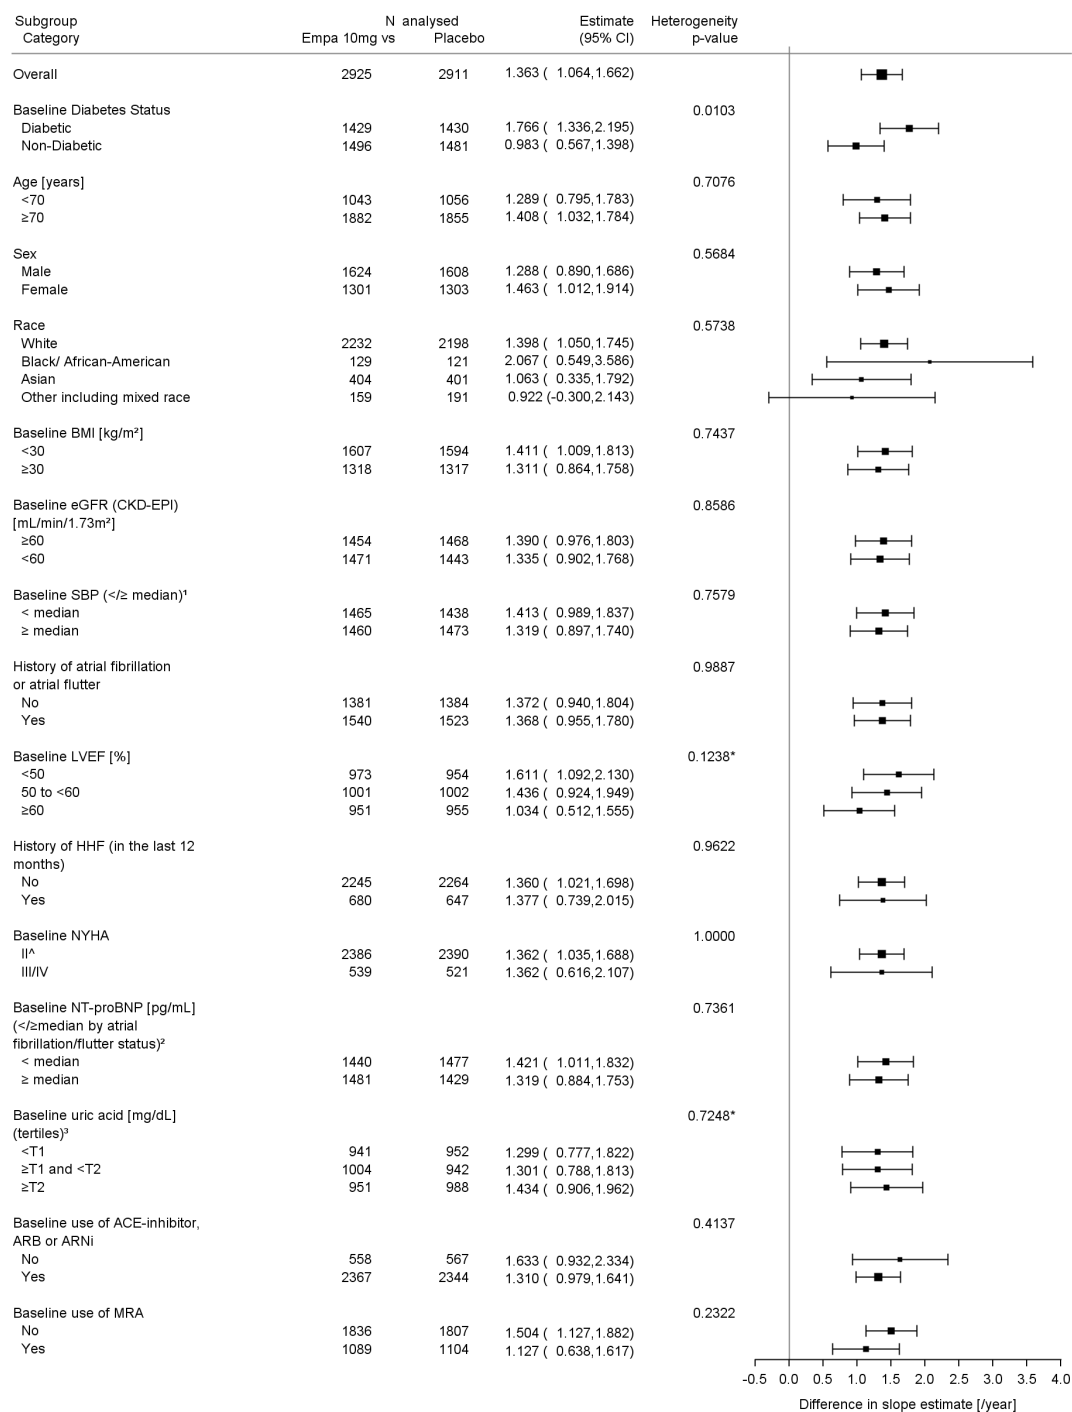 Subgroup N analysed Estimate Heterogeneity
Category Empa 10mg vs Placebo (95% CI) p-value
Overall 2925 2911 1.363 ( 1.064,1.662)
Baseline Diabetes Status 0.0103
Diabetic 1429 1430 1.766 ( 1.336,2.195)
Non-Diabetic 1496 1481 0.983 ( 0.567,1.398)
Age [years] 0.7076
<70 1043 1056 1.289 ( 0.795,1.783)
≥70 1882 1855 1.408 ( 1.032,1.784)
Sex 0.5684
Male 1624 1608 1.288 ( 0.890,1.686)
Female 1301 1303 1.463 ( 1.012,1.914)
Race 0.5738
White 2232 2198 1.398 ( 1.050,1.745)
Black/ African-American 129 121 2.067 ( 0.549,3.586)
Asian 404 401 1.063 ( 0.335,1.792)
Other including mixed race 159 191 0.922 (-0.300,2.143)
Baseline BMI [kg/m²] 0.7437
<30 1607 1594 1.411 ( 1.009,1.813)
≥30 1318 1317 1.311 ( 0.864,1.758)
Baseline eGFR (CKD-EPI) 0.8586
[mL/min/1.73m²]
≥60 1454 1468 1.390 ( 0.976,1.803)
<60 1471 1443 1.335 ( 0.902,1.768)
Baseline SBP (</≥ median)¹ 0.7579
< median 1465 1438 1.413 ( 0.989,1.837)
≥ median 1460 1473 1.319 ( 0.897,1.740)
History of atrial fibrillation 0.9887
or atrial flutter
No 1381 1384 1.372 ( 0.940,1.804)
Yes 1540 1523 1.368 ( 0.955,1.780)
Baseline LVEF [%] 0.1238*
<50 973 954 1.611 ( 1.092,2.130)
50 to <60 1001 1002 1.436 ( 0.924,1.949)
≥60 951 955 1.034 ( 0.512,1.555)
History of HHF (in the last 12 0.9622
months)
No 2245 2264 1.360 ( 1.021,1.698)
Yes 680 647 1.377 ( 0.739,2.015)
Baseline NYHA 1.0000
II^ 2386 2390 1.362 ( 1.035,1.688)
III/IV 539 521 1.362 ( 0.616,2.107)
Baseline NT-proBNP [pg/mL] 0.7361
(</≥median by atrial
fibrillation/flutter status)²
< median 1440 1477 1.421 ( 1.011,1.832)
≥ median 1481 1429 1.319 ( 0.884,1.753)
Baseline uric acid [mg/dL] 0.7248*
(tertiles)³
<T1 941 952 1.299 ( 0.777,1.822)
≥T1 and <T2 1004 942 1.301 ( 0.788,1.813)
≥T2 951 988 1.434 ( 0.906,1.962)
Baseline use of ACE-inhibitor, 0.4137
ARB or ARNi
No 558 567 1.633 ( 0.932,2.334)
Yes 2367 2344 1.310 ( 0.979,1.641)
Baseline use of MRA 0.2322
No 1836 1807 1.504 ( 1.127,1.882)
Yes 1089 1104 1.127 ( 0.638,1.617)
-0.5 0.0 0.5 1.0 1.5 2.0 2.5 3.0 3.5 4.0
Difference in slope estimate [/year]